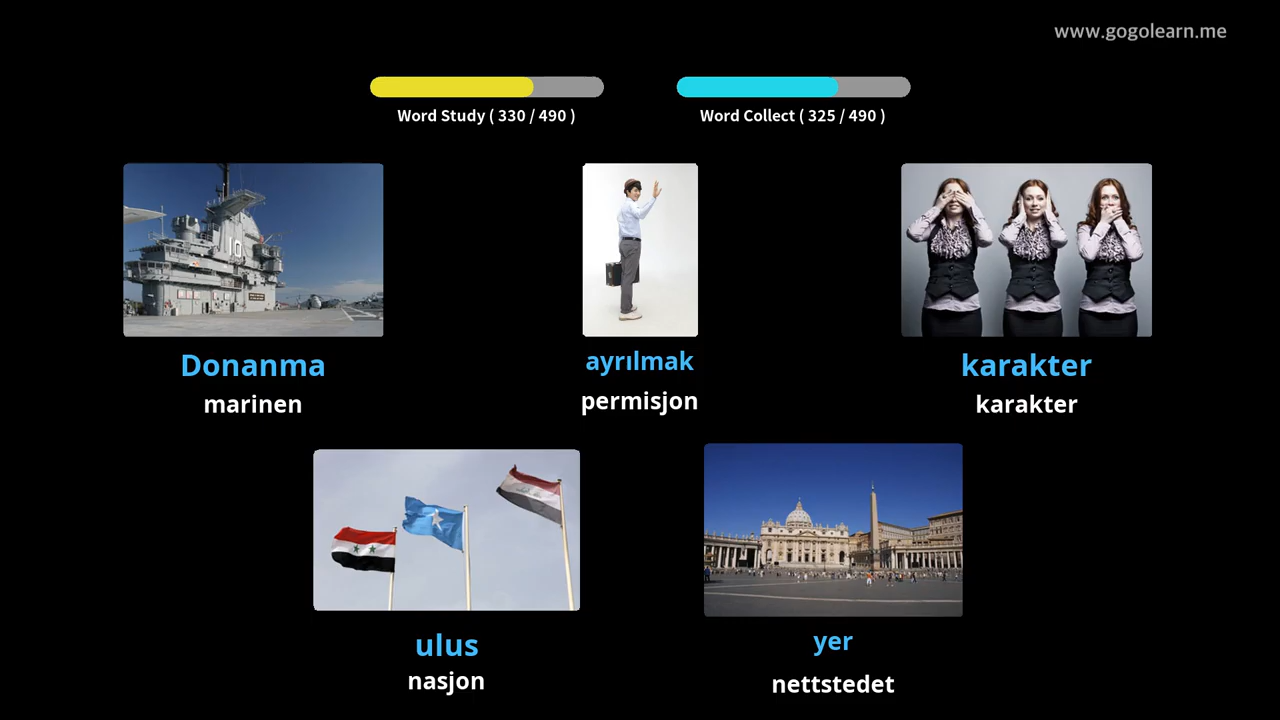 www.gogolearn.me
Word Study ( 330 / 490 )
Word Collect ( 325 / 490 )
10
Donanma
marinen
ayrılmak
permisjon
karakter
karakter
ulus
nasjon
yer
nettstedet